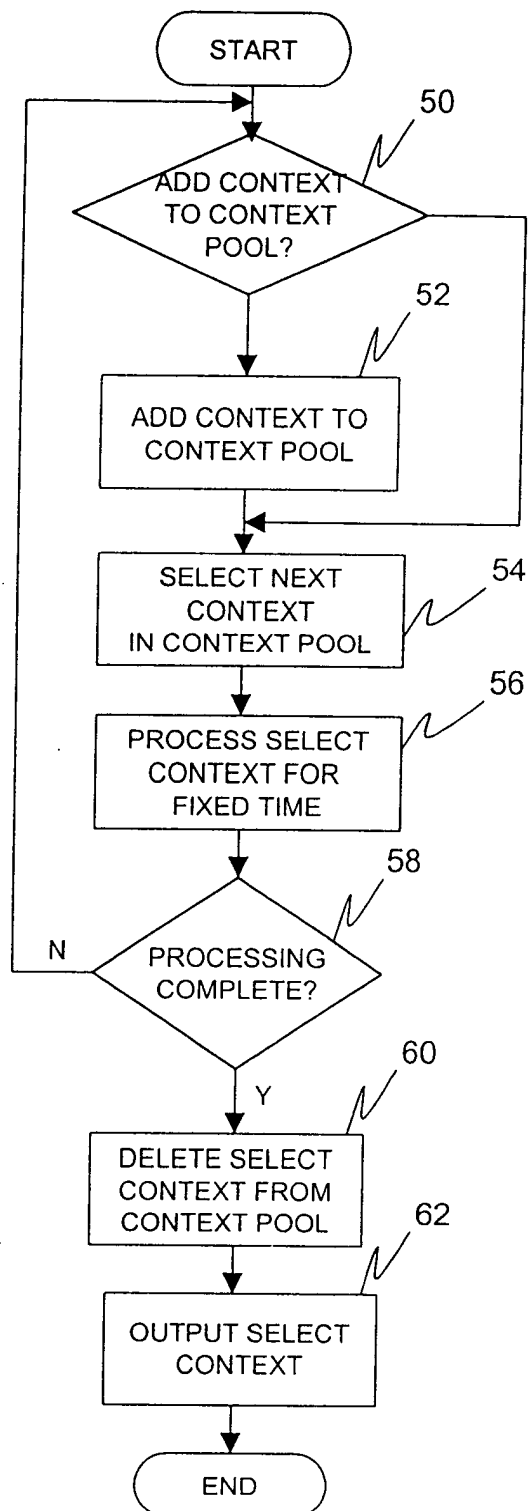 START
50
ADD CONTEXT
TO CONTEXT
POOL?
52
ADD CONTEXT TO
CONTEXT POOL
SELECT NEXT
CONTEXT
IN CONTEXT POOL
54
56
PROCESS SELECT
CONTEXT FOR
FIXED TIME
58
N
PROCESSING
COMPLETE?
Y
60
DELETE SELECT
CONTEXT FROM
CONTEXT POOL
62
OUTPUT SELECT
CONTEXT
END